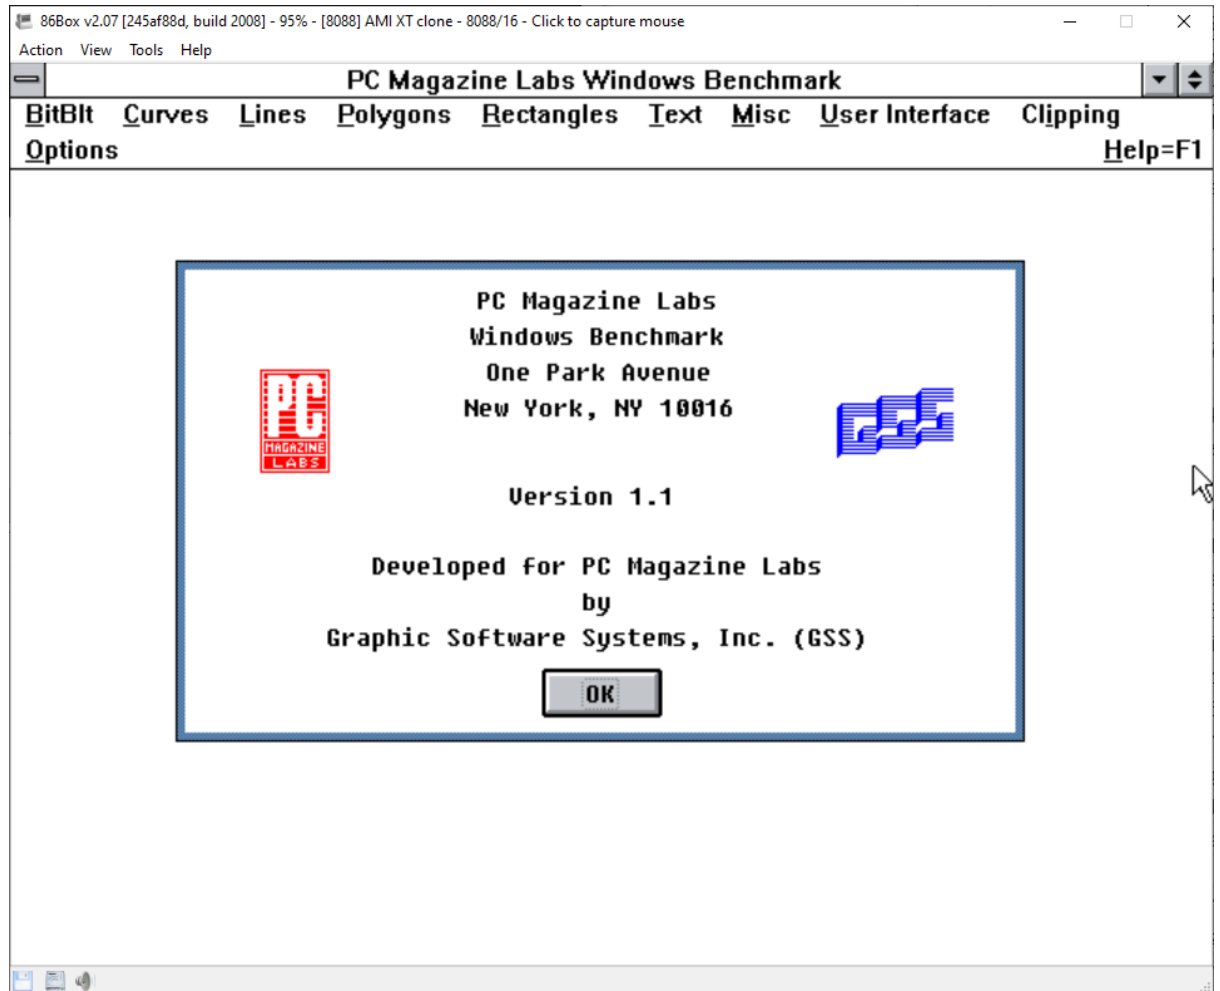 86Box v2.07 [245af88d, build 2008] - 95% - [8088] AMI XT clone - 8088/16 - Click to capture mouse
Action View Tools Help
PC Magazine Labs Windows Benchmark
BitBlt Curves Lines Polygons Rectangles Text Misc User Interface Clipping
Options Help=F1
PC Magazine Labs
Windows Benchmark
One Park Avenue
New York, NY 10016
PC
MAGAZINE
LABS
GSS
Version 1.1
Developed for PC Magazine Labs
by
Graphic Software Systems, Inc. (GSS)
OK